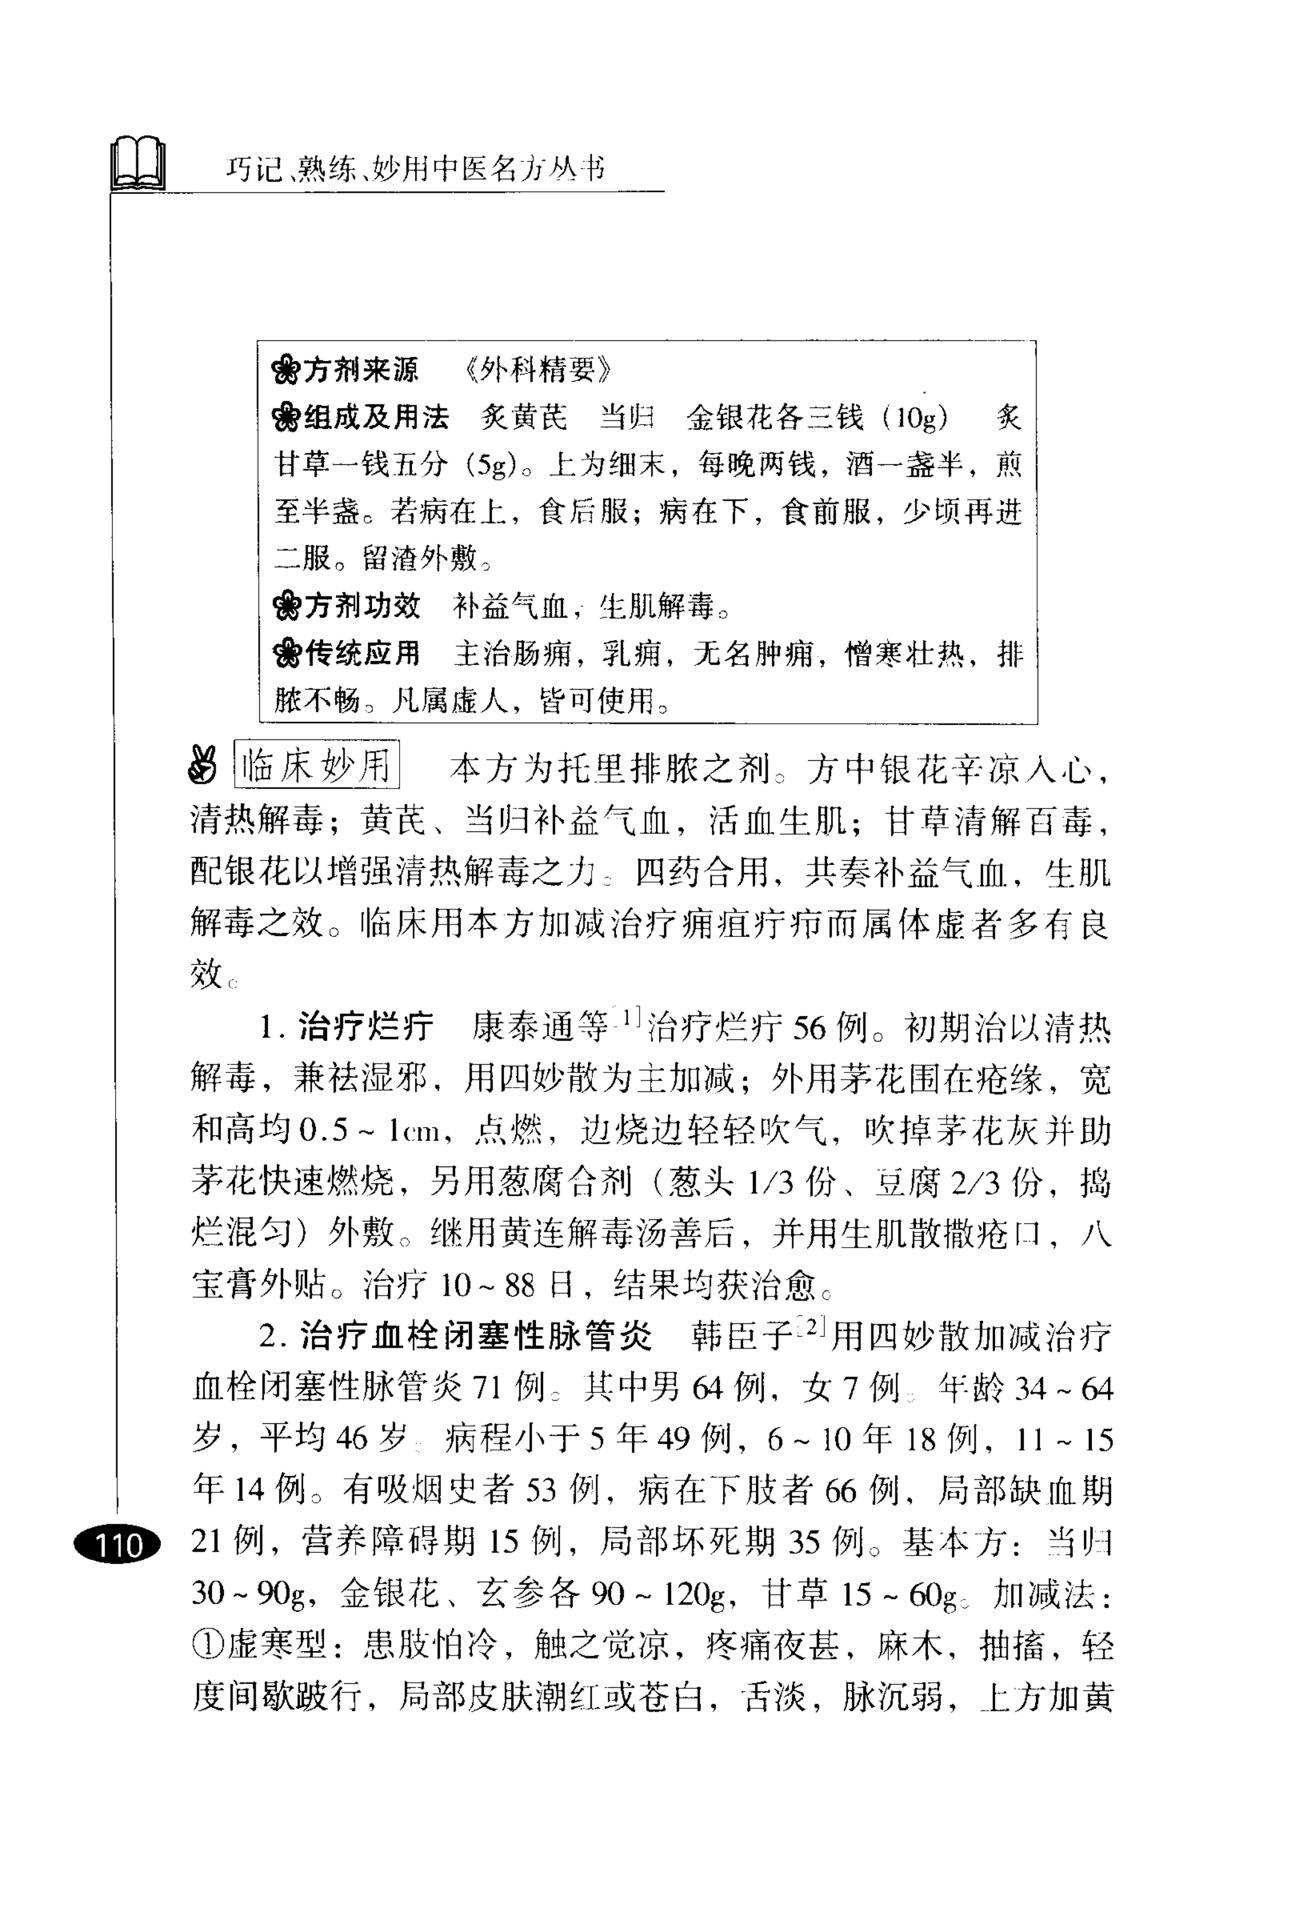 巧记、熟练、妙用中医名方丛书
方剂来源 《外科精要》
组成及用法 炙黄芪 当归 金银花各三钱（10g） 炙
甘草一钱五分（5g）。上为细末，每晚两钱，酒一盏半，煎
至半盏。若病在上，食后服；病在下，食前服，少顷再进
二服。留渣外敷。
方剂功效 补益气血，生肌解毒。
传统应用 主治肠痈，乳痈，无名肿痈，憎寒壮热，排
脓不畅。凡属虚人，皆可使用。
临床妙用 本方为托里排脓之剂。方中银花辛凉入心，
清热解毒；黄芪、当归补益气血，活血生肌；甘草清解百毒，
配银花以增强清热解毒之力。四药合用，共奏补益气血，生肌
解毒之效。临床用本方加减治疗痈疽疔疖而属体虚者多有良
效。
1. 治疗烂疔 康泰通等[1]治疗烂疔 56 例。初期治以清热
解毒，兼祛湿邪，用四妙散为主加减；外用茅花围在疮缘，宽
和高均 0.5～1cm，点燃，边烧边轻轻吹气，吹掉茅花灰并助
茅花快速燃烧，另用葱腐合剂（葱头 1/3 份、豆腐 2/3 份，捣
烂混匀）外敷。继用黄连解毒汤善后，并用生肌散撒疮口，八
宝膏外贴。治疗 10～88 日，结果均获治愈。
2. 治疗血栓闭塞性脉管炎 韩臣子[2]用四妙散加减治疗
血栓闭塞性脉管炎 71 例。其中男 64 例，女 7 例。年龄 34～64
岁，平均 46 岁。病程小于 5 年 49 例，6～10 年 18 例，11～15
年 14 例。有吸烟史者 53 例，病在下肢者 66 例，局部缺血期
21 例，营养障碍期 15 例，局部坏死期 35 例。基本方：当归
30～90g，金银花、玄参各 90～120g，甘草 15～60g。加减法：
①虚寒型：患肢怕冷，触之觉凉，疼痛夜甚，麻木，抽搐，轻
度间歇跛行，局部皮肤潮红或苍白，舌淡，脉沉弱，上方加黄
110